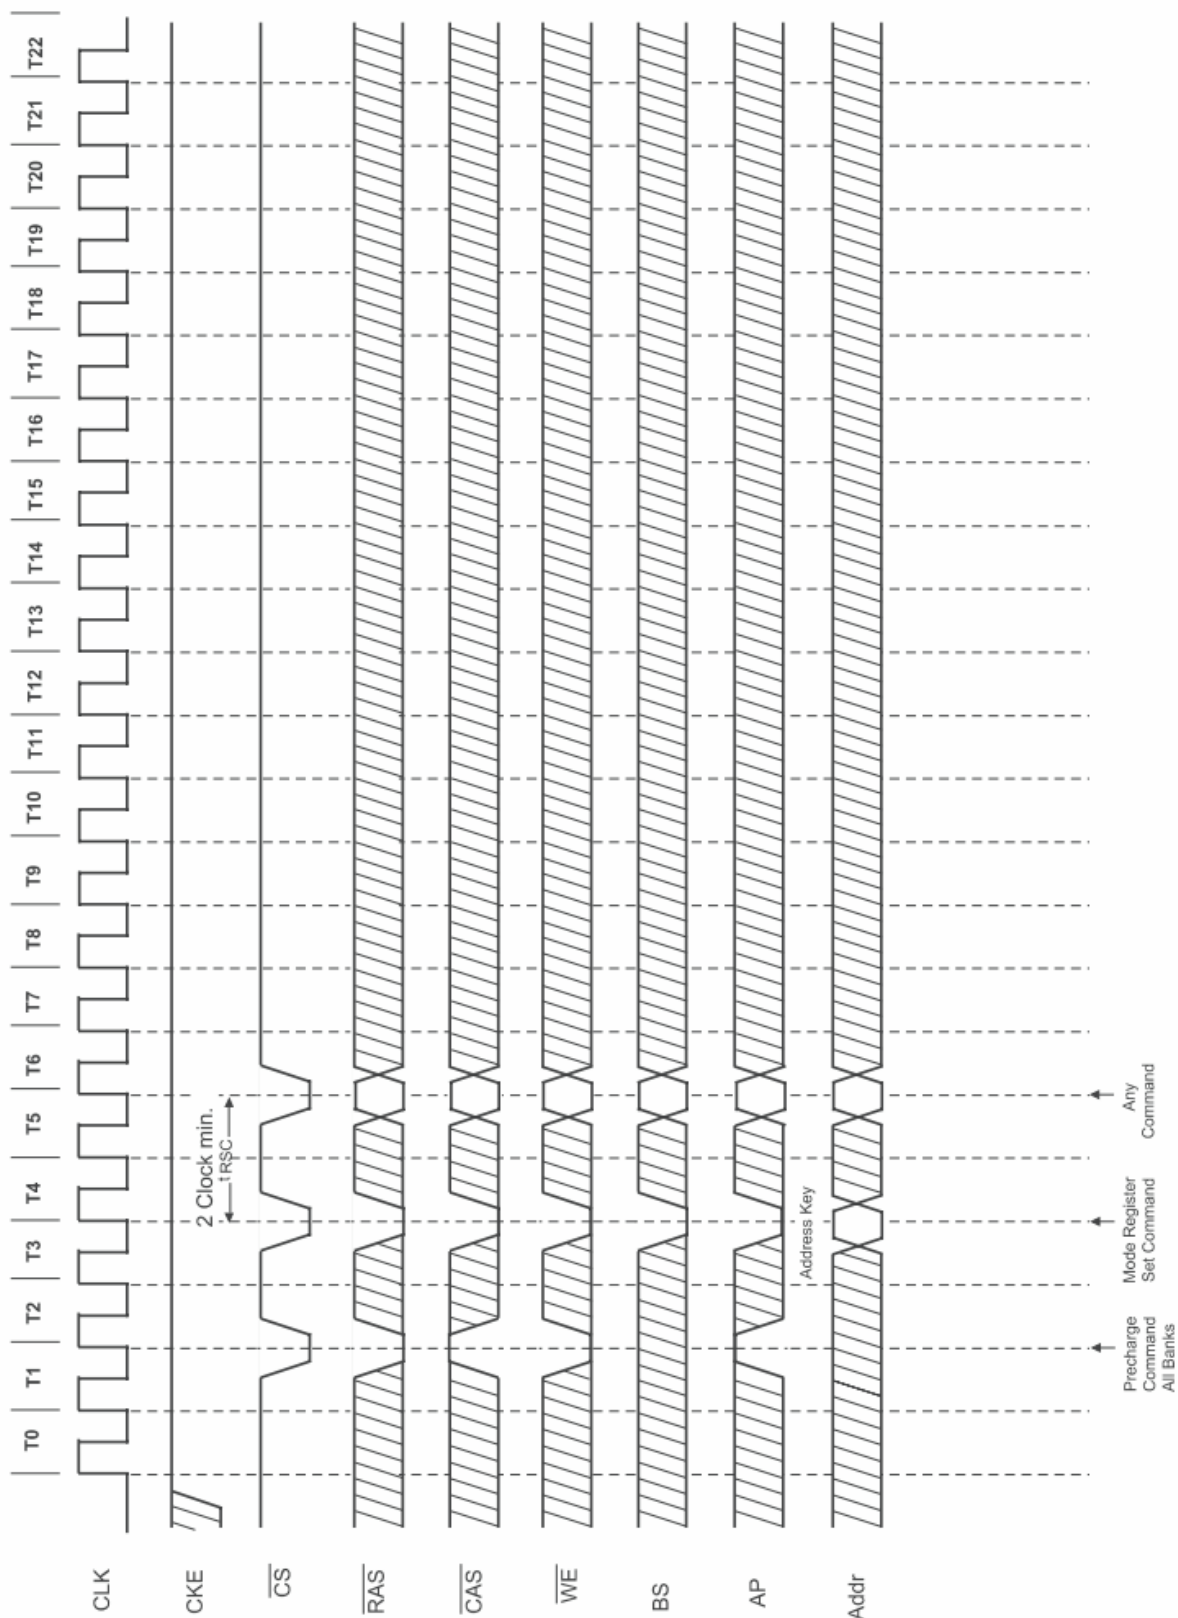 T0 T1 T2 T3 T4 T5 T6 T7 T8 T9 T10 T11 T12 T13 T14 T15 T16 T17 T18 T19 T20 T21 T22
CLK
CKE
2 Clock min.
tRSC
CS
RAS
CAS
WE
BS
AP
Address Key
Addr
Precharge
Command
All Banks
Mode Register
Set Command
Any
Command